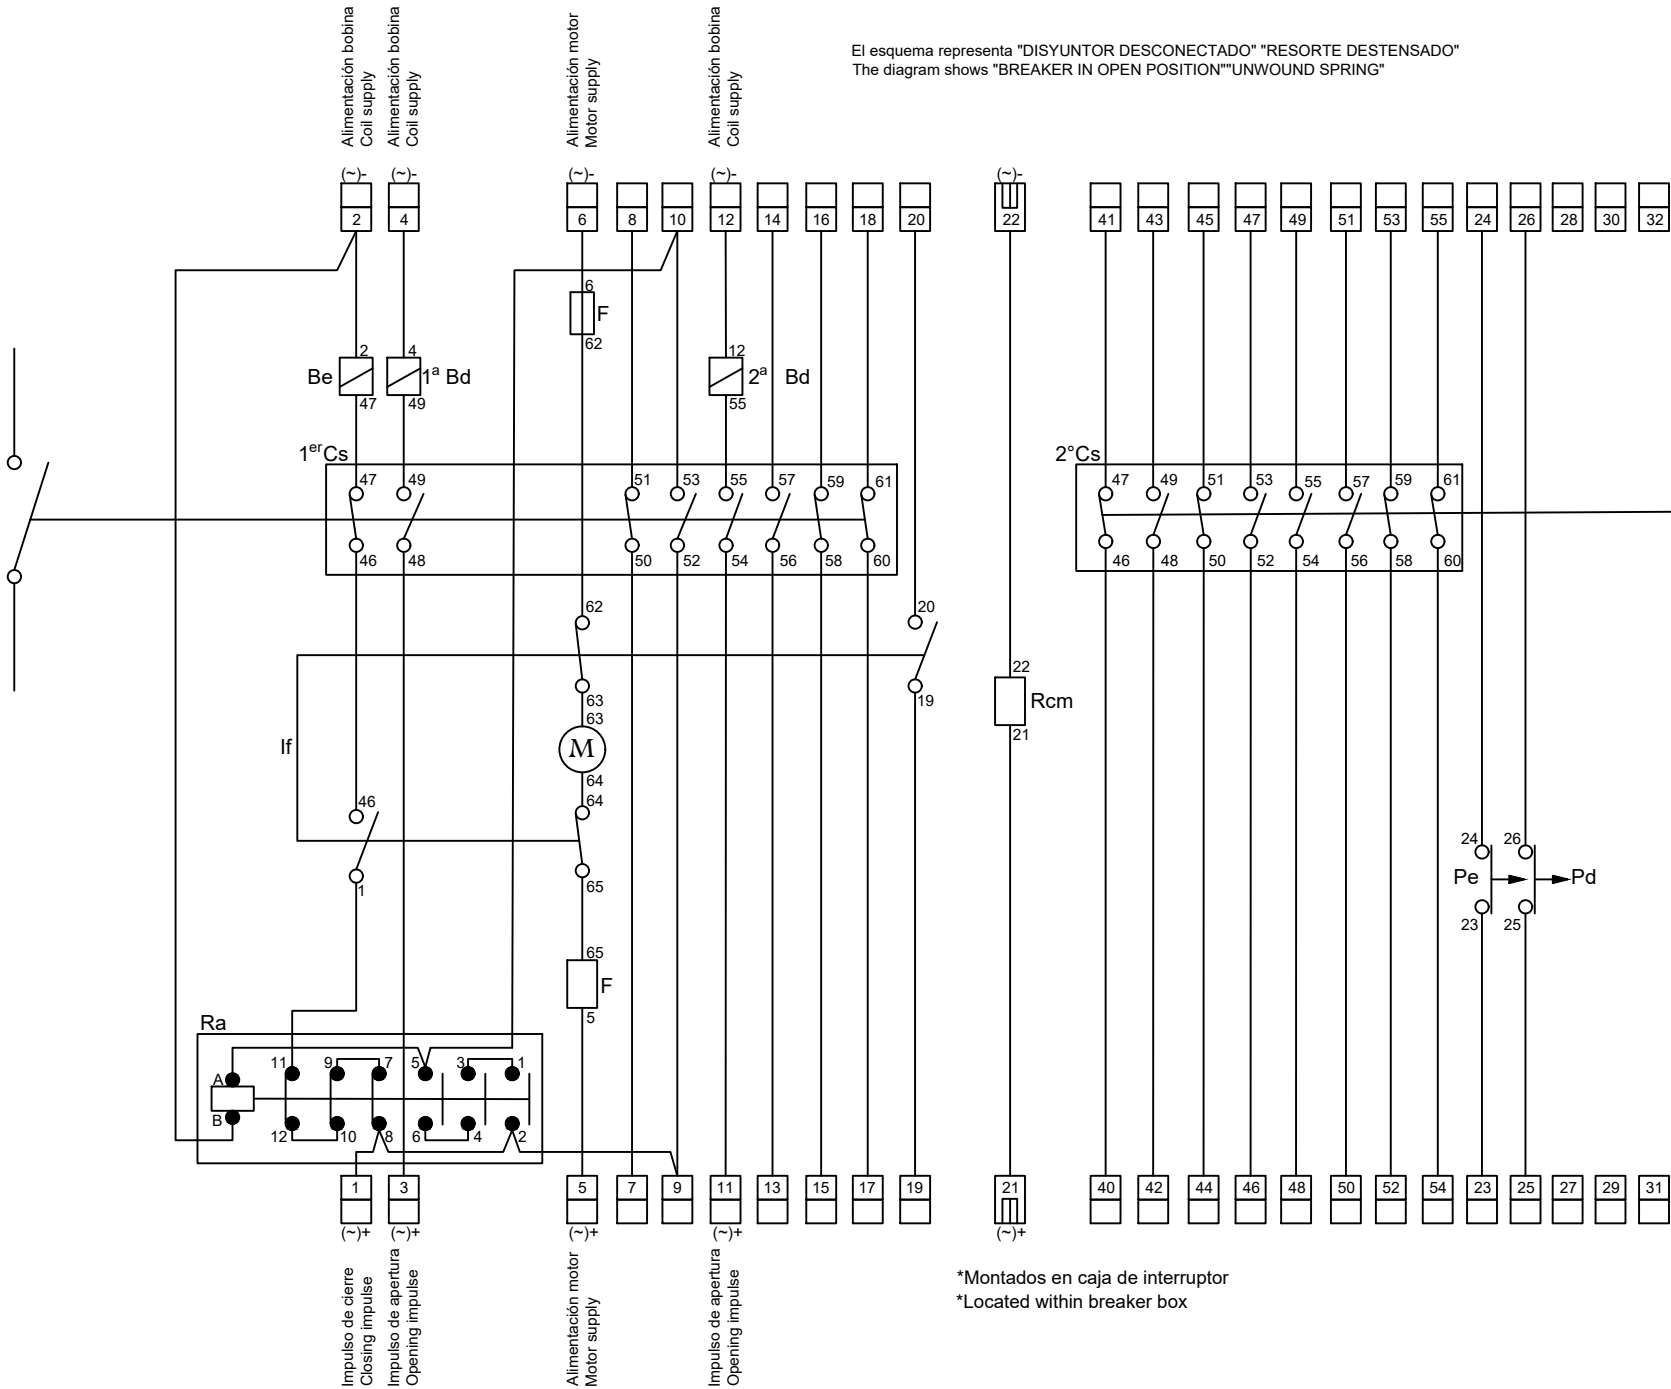 Alimentación bobina
Coil supply
Alimentación bobina
Coil supply
Alimentación motor
Motor supply
Alimentación bobina
Coil supply
El esquema representa "DISYUNTOR DESCONECTADO" "RESORTE DESTENSADO"
The diagram shows "BREAKER IN OPEN POSITION""UNWOUND SPRING"
(~)- (~)- (~)- (~)- (~)-
2 4 6 8 10 12 14 16 18 20 22 41 43 45 47 49 51 53 55 24 26 28 30 32
6
F
62
2 4 12
Be 1ª Bd 2ª Bd
47 49 55
1er Cs 2°Cs
47 49 51 53 55 57 59 61 47 49 51 53 55 57 59 61
46 48 50 52 54 56 58 60 46 48 50 52 54 56 58 60
62 20
22
Rcm
21
63 19
63
If M
64
46 64
24 26
Pe Pd
23 25
1 65
65
F
5
Ra
A 11 9 7 5 3 1
B 12 10 8 6 4 2
1 3 5 7 9 11 13 15 17 19 21 40 42 44 46 48 50 52 54 23 25 27 29 31
(~)+ (~)+ (~)+ (~)+ (~)+
Impulso de cierre
Closing impulse
Impulso de apertura
Opening impulse
Alimentación motor
Motor supply
Impulso de apertura
Opening impulse
*Montados en caja de interruptor
*Located within breaker box